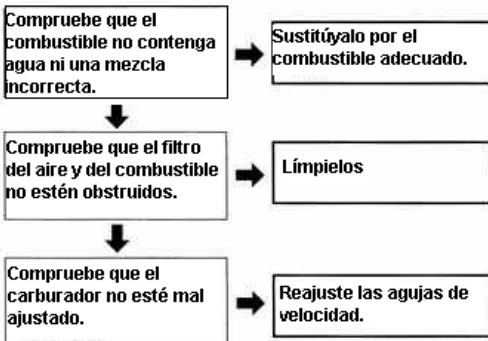 Compruebe que el
combustible no contenga
agua ni una mezcla
incorrecta.
Sustitúyalo por el
combustible adecuado.
Compruebe que el filtro
del aire y del combustible
no estén obstruidos.
Límpielos
Compruebe que el
carburador no esté mal
ajustado.
Reajuste las agujas de
velocidad.